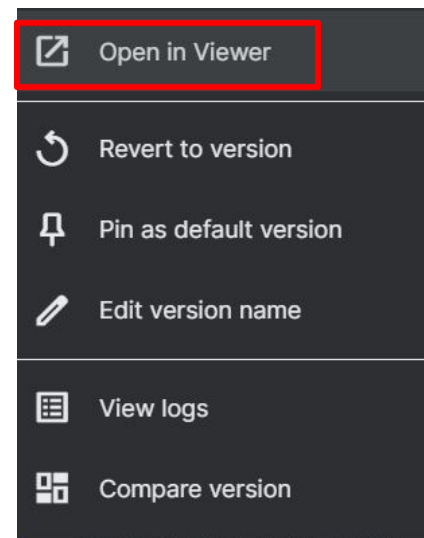 Open in Viewer
Revert to version
Pin as default version
Edit version name
View logs
Compare version